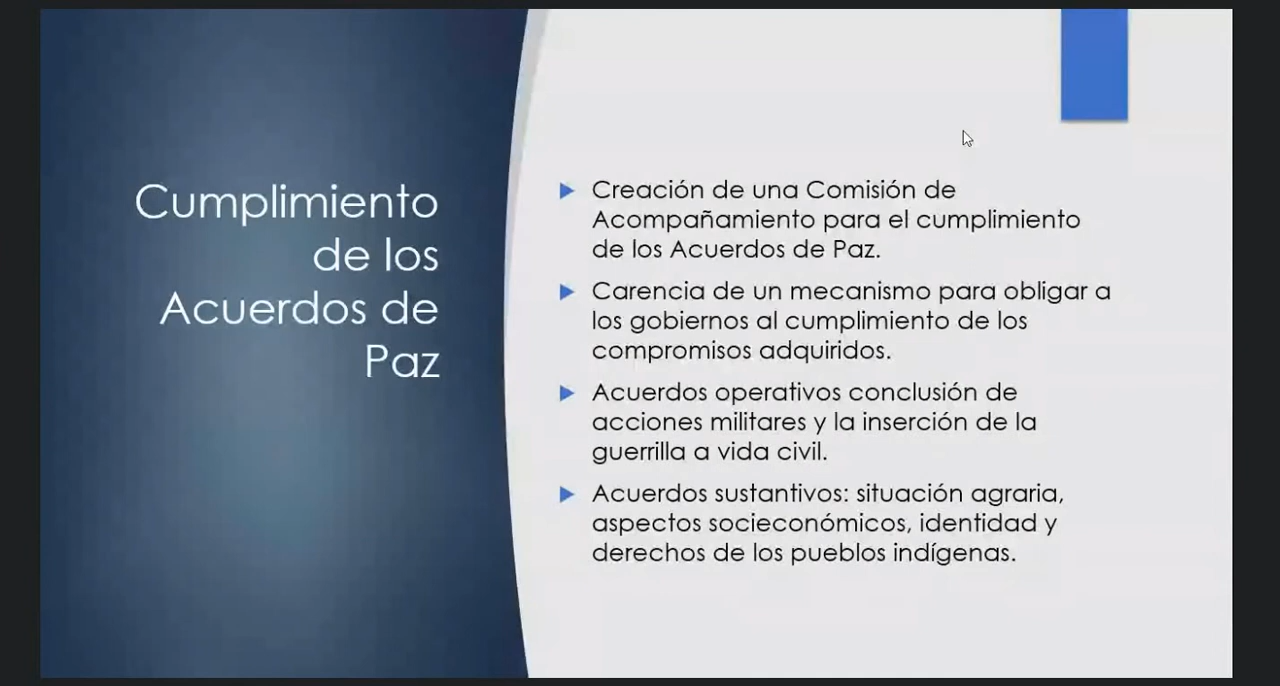 Cumplimiento
de los
Acuerdos de
Paz
Creación de una Comisión de
Acompañamiento para el cumplimiento
de los Acuerdos de Paz.
Carencia de un mecanismo para obligar a
los gobiernos al cumplimiento de los
compromisos adquiridos.
Acuerdos operativos conclusión de
acciones militares y la inserción de la
guerrilla a vida civil.
Acuerdos sustantivos: situación agraria,
aspectos socieconómicos, identidad y
derechos de los pueblos indígenas.